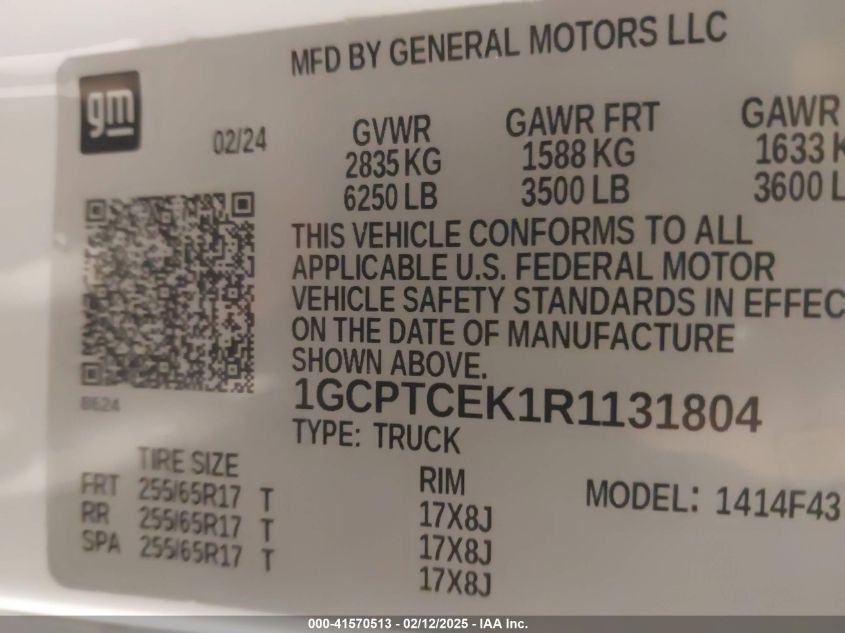 MFD BY GENERAL MOTORS LLC
gm
02/24
GVWR GAWR FRT GAWR
2835 KG 1588 KG 1633 K
6250 LB 3500 LB 3600 L
THIS VEHICLE CONFORMS TO ALL
APPLICABLE U.S. FEDERAL MOTOR
VEHICLE SAFETY STANDARDS IN EFFEC
ON THE DATE OF MANUFACTURE
SHOWN ABOVE.
1GCPTCEK1R1131804
8624
TYPE: TRUCK
TIRE SIZE RIM MODEL: 1414F43
FRT 255/65R17 T 17X8J
RR 255/65R17 T 17X8J
SPA 255/65R17 T 17X8J
000-41570513 - 02/12/2025 - IAA Inc.